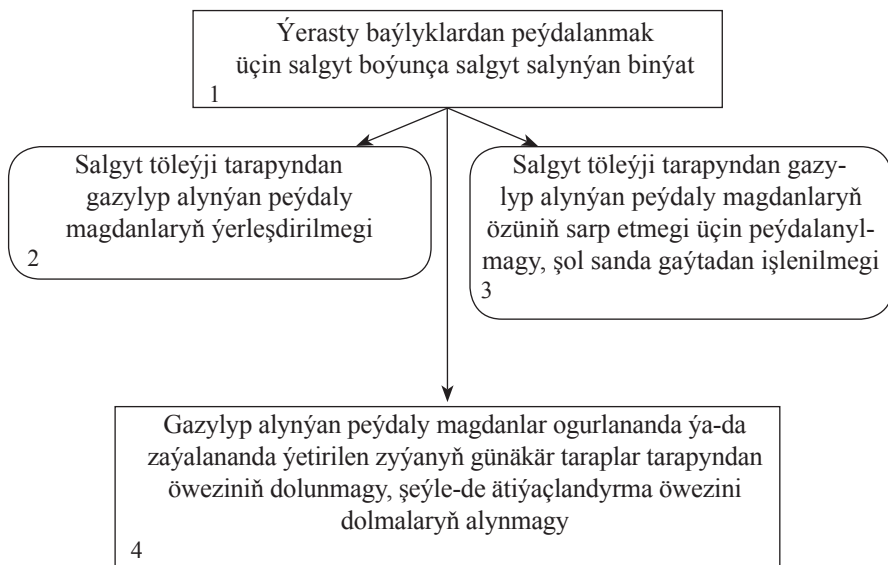 Ýerasty baýlyklardan peýdalanmak
üçin salgyt boýunça salgyt salynýan binýat
1
Salgyt töleýji tarapyndan
gazylyp alynýan peýdaly
magdanlaryň ýerleşdirilmegi
2
Salgyt töleýji tarapyndan gazy-
lyp alynýan peýdaly magdanlaryň
özüniň sarp etmegi üçin peýdalanyl-
magy, şol sanda gaýtadan işlenilmegi
3
Gazylyp alynýan peýdaly magdanlar ogurlananda ýa-da
zaýalananda ýetirilen zyýanyň günäkär taraplar tarapyndan
öweziniň dolunmagy, şeýle-de ätiýaçlandyrma öwezini
dolmalaryň alynmagy
4